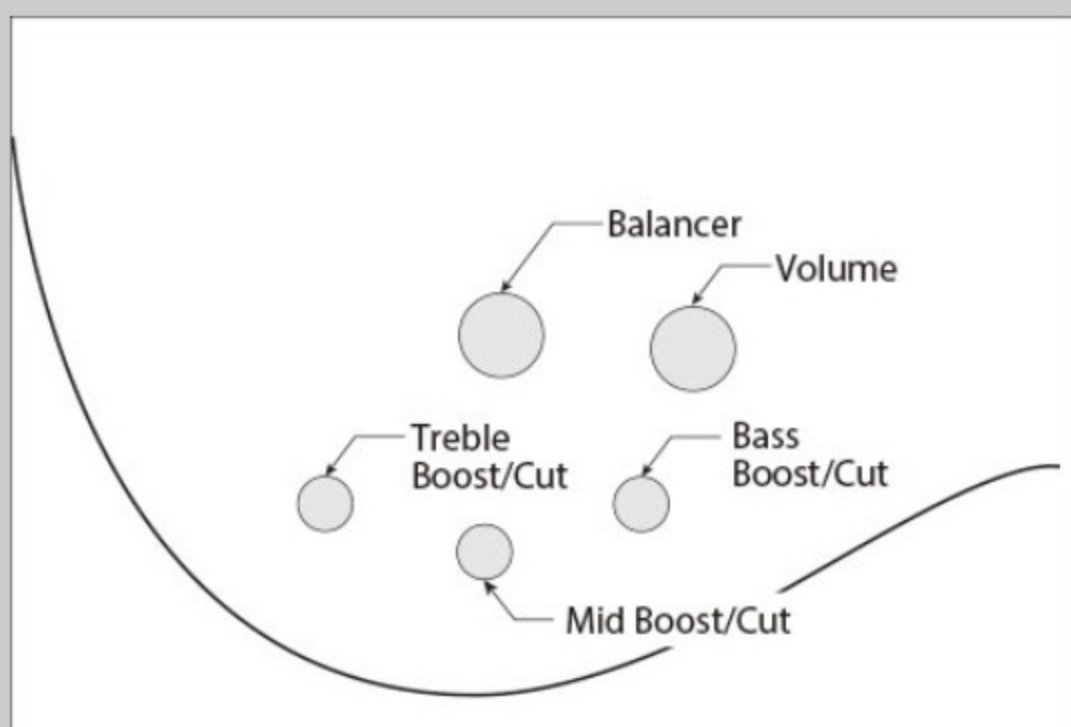 Balancer
Volume
Treble
Boost/Cut
Bass
Boost/Cut
Mid Boost/Cut